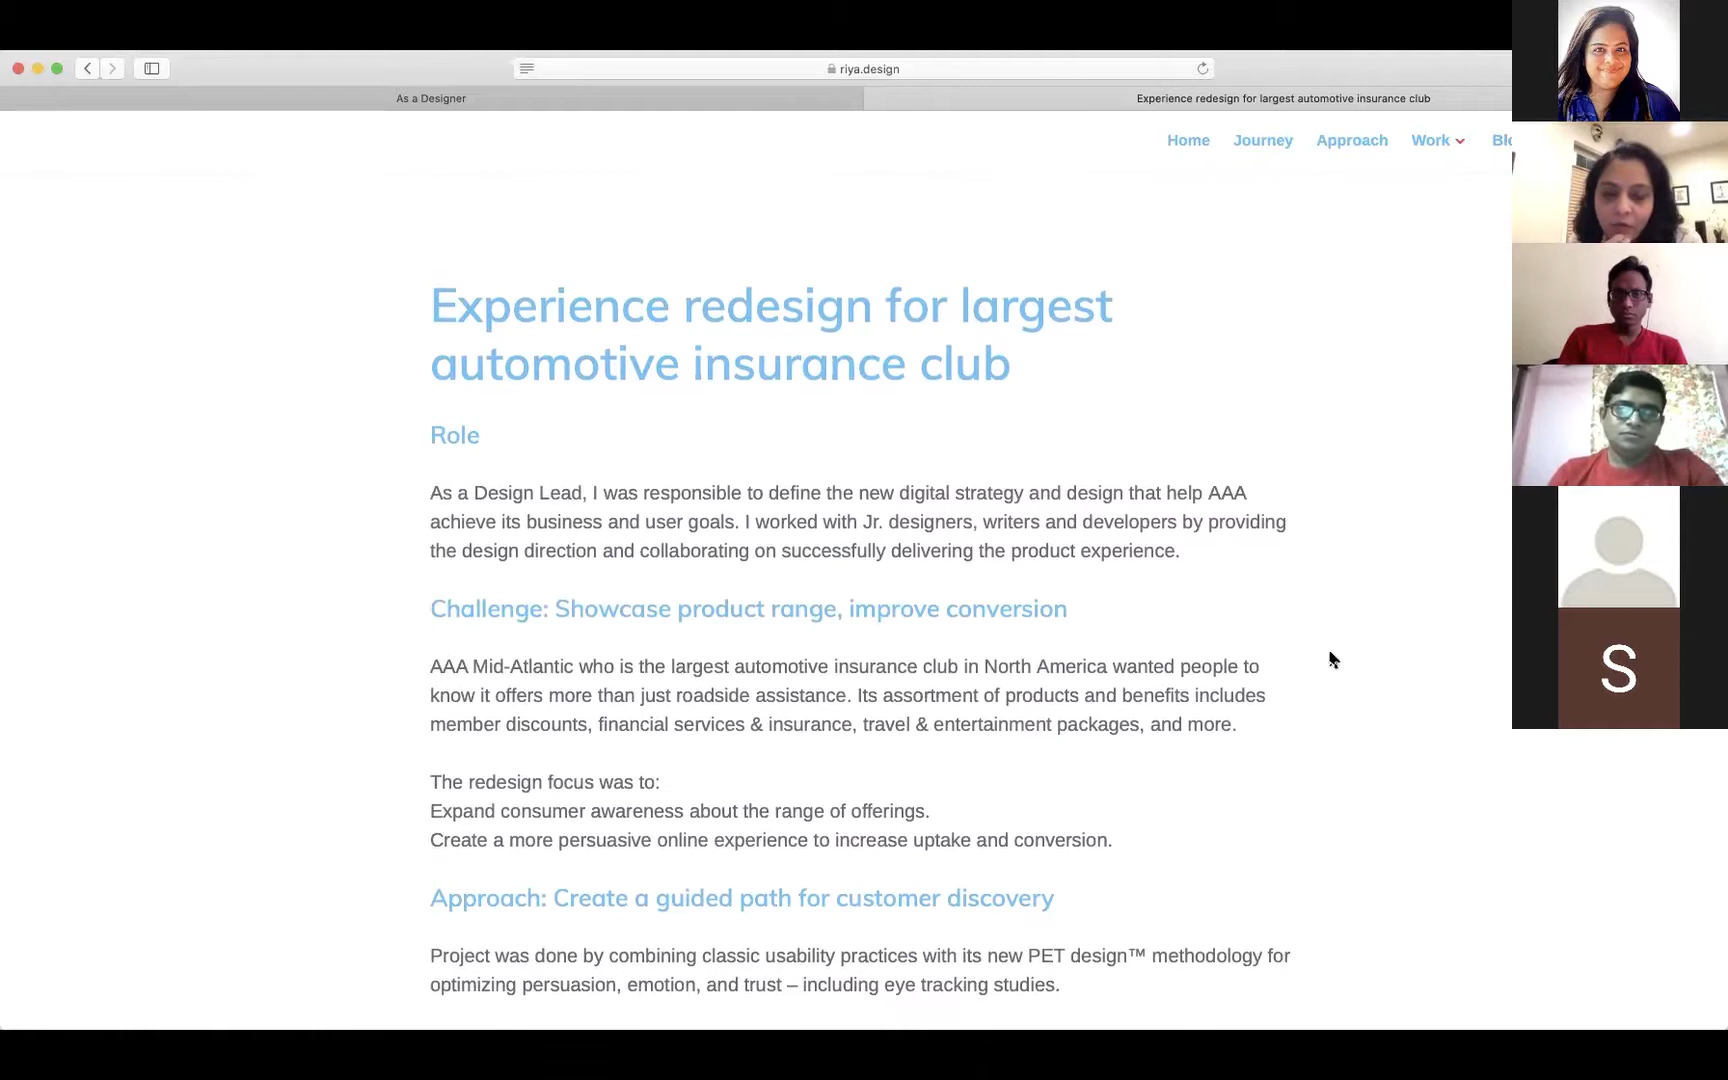 riya.design
As a Designer
Experience redesign for largest automotive insurance club
Home Journey Approach Work
Experience redesign for largest
automotive insurance club
Role
As a Design Lead, I was responsible to define the new digital strategy and design that help AAA
achieve its business and user goals. I worked with Jr. designers, writers and developers by providing
the design direction and collaborating on successfully delivering the product experience.
Challenge: Showcase product range, improve conversion
AAA Mid-Atlantic who is the largest automotive insurance club in North America wanted people to
know it offers more than just roadside assistance. Its assortment of products and benefits includes
member discounts, financial services & insurance, travel & entertainment packages, and more.
The redesign focus was to:
Expand consumer awareness about the range of offerings.
Create a more persuasive online experience to increase uptake and conversion.
Approach: Create a guided path for customer discovery
Project was done by combining classic usability practices with its new PET design™ methodology for
optimizing persuasion, emotion, and trust – including eye tracking studies.
S